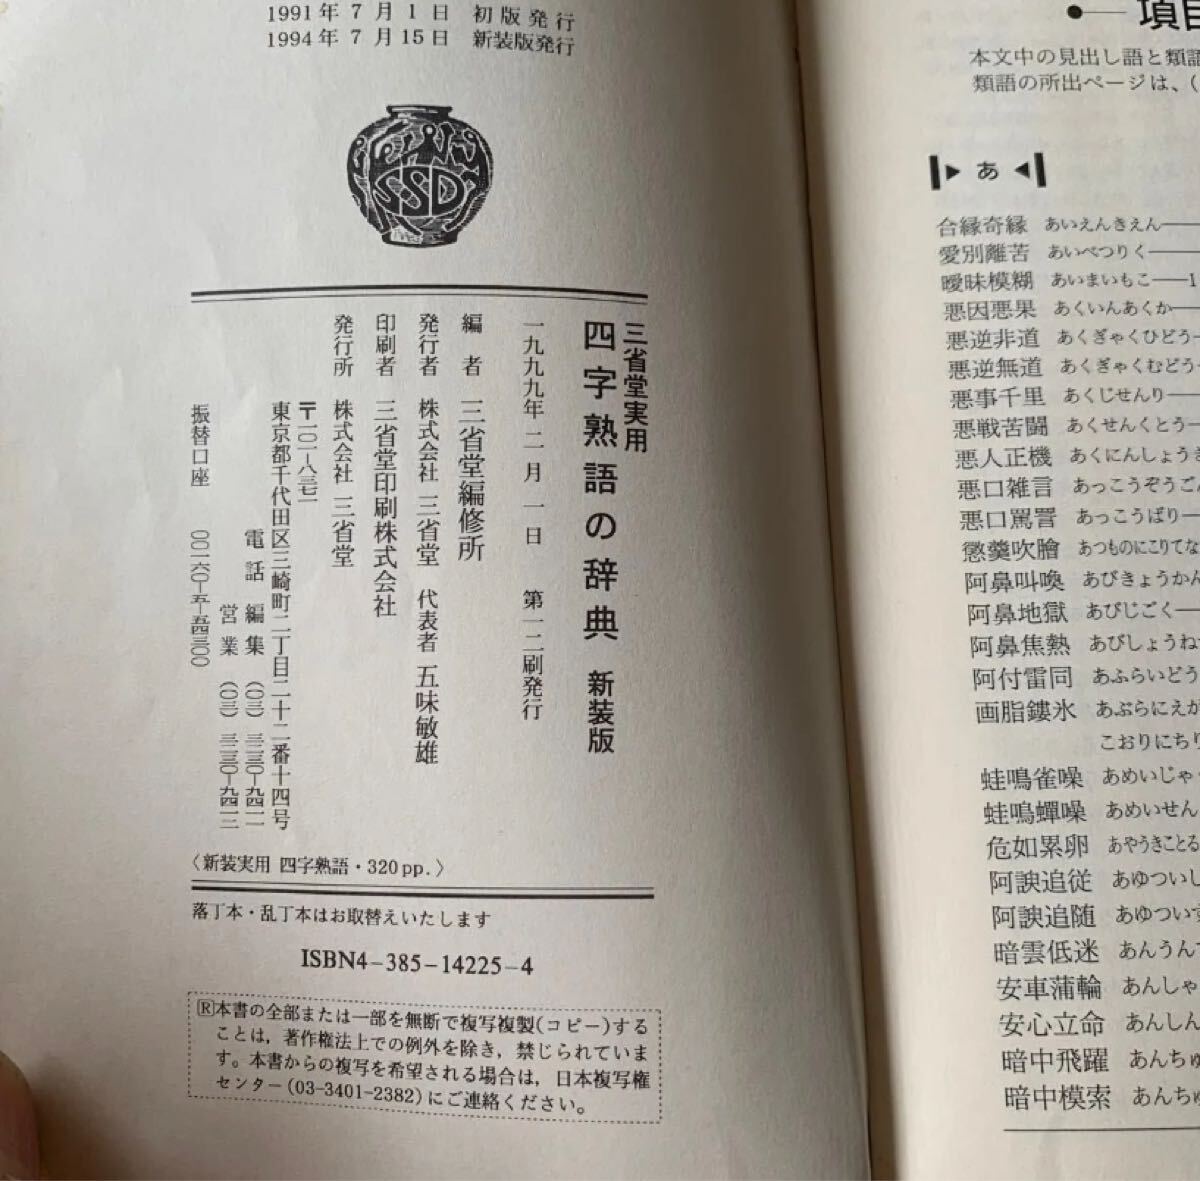 1991年7月1日 初版発行
1994年7月15日 新装版発行
SSD
三省堂実用
四字熟語の辞典 新装版
一九九九年二月一日 第一二刷発行
編者 三省堂編修所
発行者 株式会社 三省堂 代表者 五味敏雄
印刷者 三省堂印刷株式会社
発行所 株式会社 三省堂
〒一〇一-八三七一
東京都千代田区三崎町二丁目二十二番十四号
電話 編集 (〇三) 三二三〇-九四一一
営業 (〇三) 三二三〇-九四一二
振替口座 〇〇一六〇-五-五四三〇〇
〈新装実用 四字熟語・320pp.〉
落丁本・乱丁本はお取替えいたします
ISBN4-385-14225-4
Ⓡ本書の全部または一部を無断で複写複製(コピー)する
ことは，著作権法上での例外を除き，禁じられていま
す。本書からの複写を希望される場合は，日本複写権
センター(03-3401-2382)にご連絡ください。
●―項目
本文中の見出し語と類語
類語の所出ページは、(
▶ あ ◀
合縁奇縁 あいえんきえん――
愛別離苦 あいべつりく――
曖昧模糊 あいまいもこ――1
悪因悪果 あくいんあくか――
悪逆非道 あくぎゃくひどう―
悪逆無道 あくぎゃくむどう―
悪事千里 あくじせんり――
悪戦苦闘 あくせんくとう―
悪人正機 あくにんしょうき
悪口雑言 あっこうぞうごん
悪口罵詈 あっこうばり―
懲羹吹膾 あつものにこりてな
阿鼻叫喚 あびきょうかん
阿鼻地獄 あびじごく―
阿鼻焦熱 あびしょうねつ
阿付雷同 あふらいどう
画脂鏤氷 あぶらにえが
こおりにちり
蛙鳴雀噪 あめいじゃく
蛙鳴蟬噪 あめいせん
危如累卵 あやうきことる
阿諛追従 あゆついし
阿諛追随 あゆついず
暗雲低迷 あんうんて
安車蒲輪 あんしゃ
安心立命 あんしん
暗中飛躍 あんちゅ
暗中模索 あんちゅ